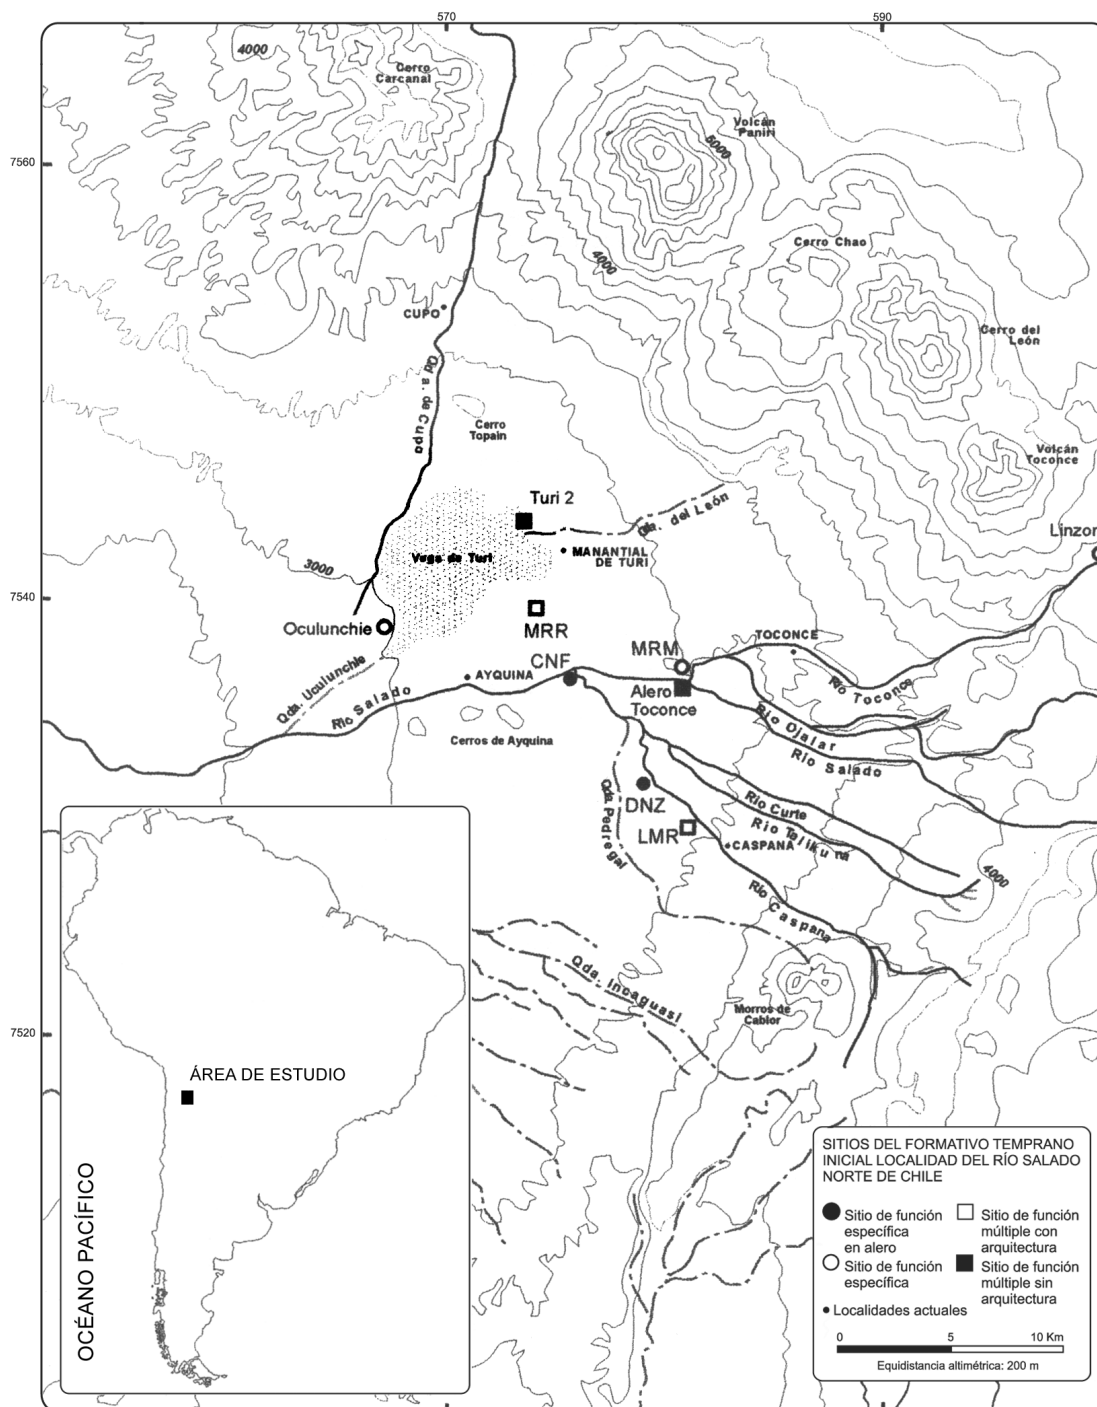 570
590
4000
Cerro
Carcanal
Volcán
Paniri
5000
7560
Cerro Chao
4000
CUPO
Cerro del
León
Qda. de Cupo
Cerro
Topain
Volcán
Toconce
Turi 2
Qda. del León
Linzor
Vega de Turi
MANANTIAL
DE TURI
3000
7540
Oculunchie
MRR
TOCONCE
MRM
CNF
Qda. Uculunchie
AYQUINA
Río Toconce
Alero
Toconce
Río Salado
Río Ojalar
Cerros de Ayquina
Río Salado
Qda. Pedregal
DNZ
Río Curte
LMR
Río Talikuna
CASPANA
4000
Río Caspana
Qda. Incaguasi
Morros de
Cablor
7520
ÁREA DE ESTUDIO
OCÉANO PACÍFICO
SITIOS DEL FORMATIVO TEMPRANO
INICIAL LOCALIDAD DEL RÍO SALADO
NORTE DE CHILE
Sitio de función
específica
en alero
Sitio de función
múltiple con
arquitectura
Sitio de función
específica
Sitio de función
múltiple sin
arquitectura
Localidades actuales
0 5 10 Km
Equidistancia altimétrica: 200 m